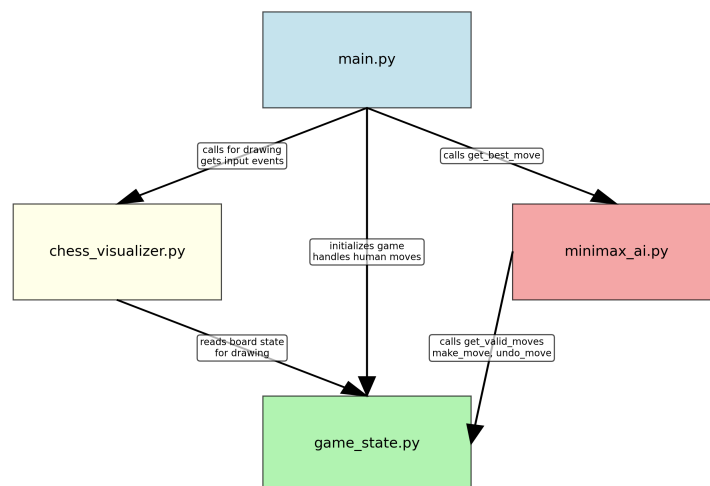 main.py
calls for drawing
gets input events
calls get_best_move
chess_visualizer.py
initializes game
handles human moves
minimax_ai.py
reads board state
for drawing
calls get_valid_moves
make_move, undo_move
game_state.py